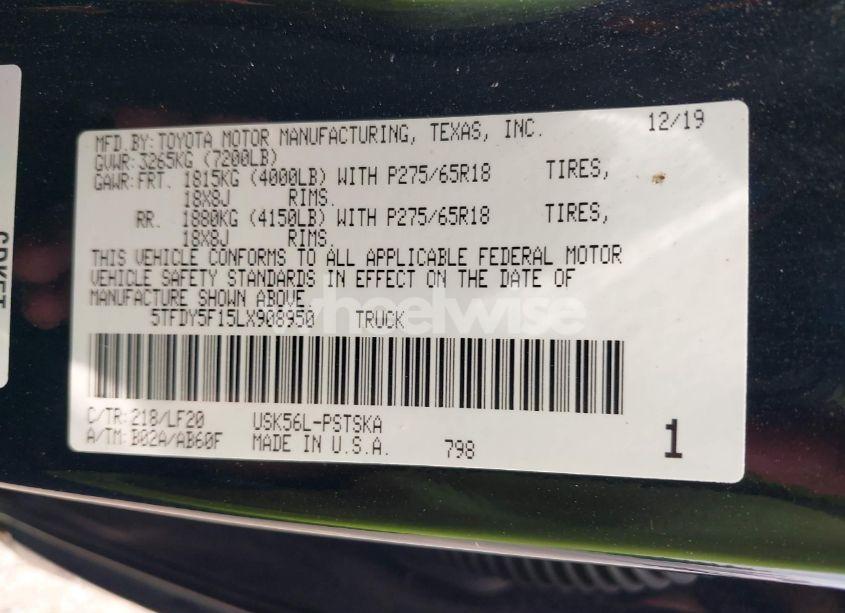 MFD.BY:TOYOTA MOTOR MANUFACTURING, TEXAS, INC. 12/19
GVWR:3265KG (7200LB)
GAWR:FRT. 1815KG (4000LB) WITH P275/65R18 TIRES,
18X8J RIMS.
RR. 1880KG (4150LB) WITH P275/65R18 TIRES,
18X8J RIMS.
THIS VEHICLE CONFORMS TO ALL APPLICABLE FEDERAL MOTOR
VEHICLE SAFETY STANDARDS IN EFFECT ON THE DATE OF
MANUFACTURE SHOWN ABOVE.
wheelwise
5TFDY5F15LX908950 TRUCK
C/TR:218/LF20 USK56L-PSTSKA
A/TM:B02A/AB60F MADE IN U.S.A. 798 1